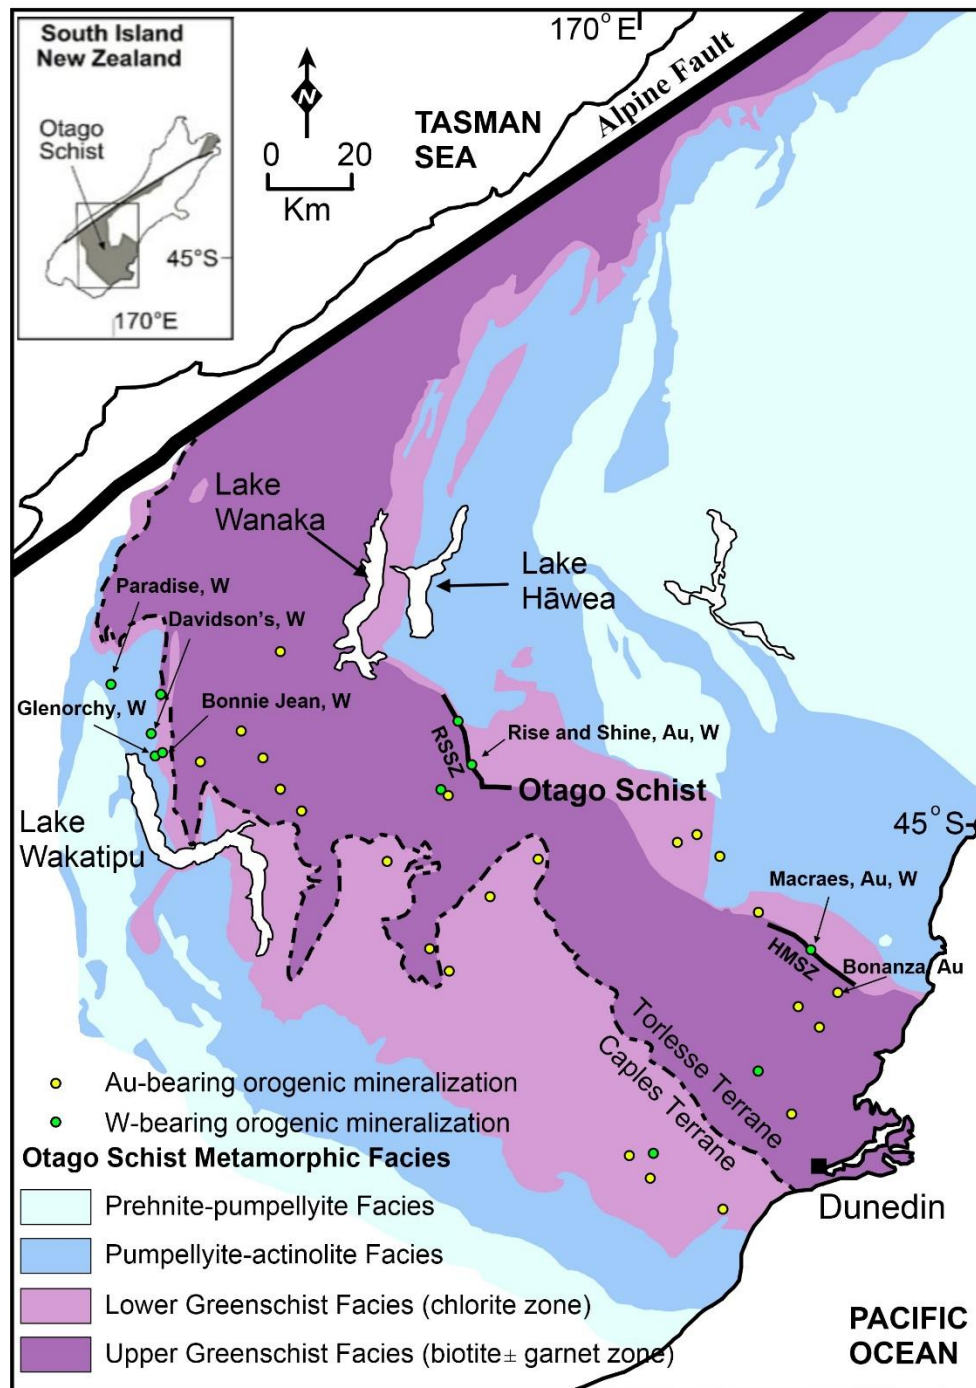 South Island
New Zealand
Otago
Schist
45°S
170°E
N
0 20
Km
170° E
TASMAN
SEA
Alpine Fault
Lake
Wanaka
Lake
Hāwea
Paradise, W
Davidson's, W
Glenorchy, W
Bonnie Jean, W
RSSZ
Rise and Shine, Au, W
Otago Schist
Lake
Wakatipu
45° S
Macraes, Au, W
HMSZ
Bonanza, Au
Torlesse Terrane
Caples Terrane
Dunedin
PACIFIC
OCEAN
Au-bearing orogenic mineralization
W-bearing orogenic mineralization
Otago Schist Metamorphic Facies
Prehnite-pumpellyite Facies
Pumpellyite-actinolite Facies
Lower Greenschist Facies (chlorite zone)
Upper Greenschist Facies (biotite ± garnet zone)